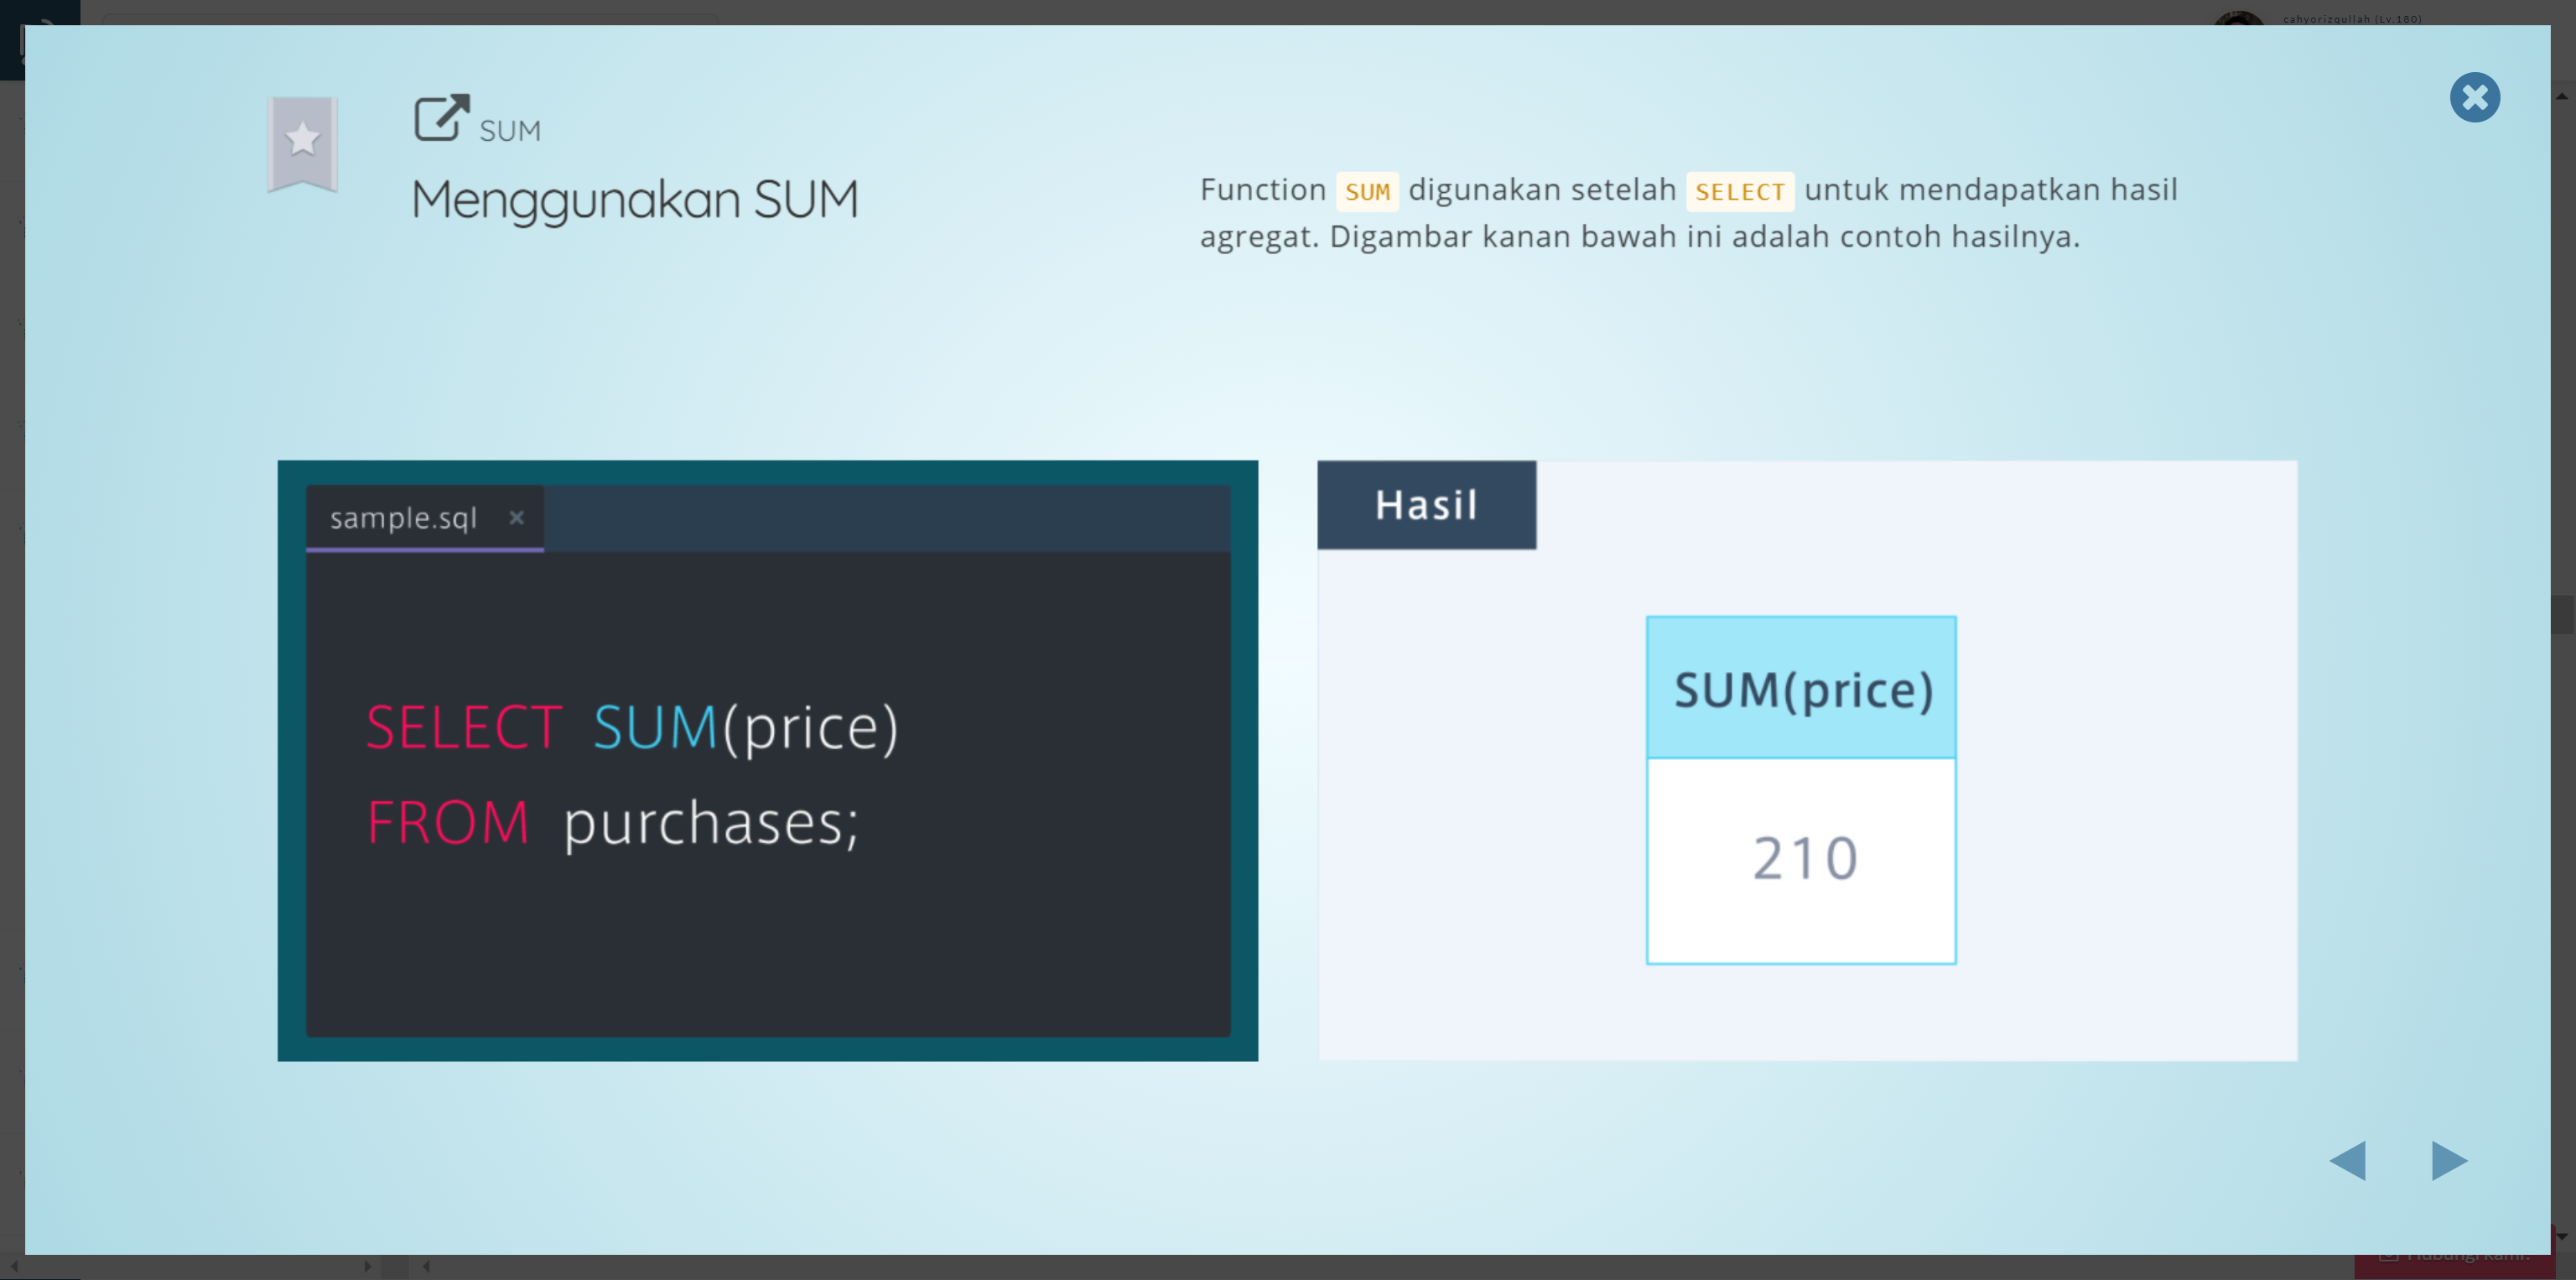 cahyorizqullah (Lv.180)
SUM
Menggunakan SUM
Function SUM digunakan setelah SELECT untuk mendapatkan hasil
agregat. Digambar kanan bawah ini adalah contoh hasilnya.
sample.sql
SELECT SUM(price)
FROM purchases;
Hasil
SUM(price)
210